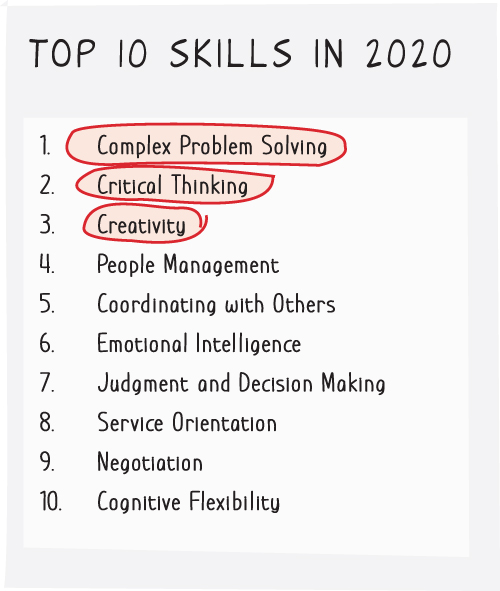 TOP 10 SKILLS IN 2020
1. Complex Problem Solving
2. Critical Thinking
3. Creativity
4. People Management
5. Coordinating with Others
6. Emotional Intelligence
7. Judgment and Decision Making
8. Service Orientation
9. Negotiation
10. Cognitive Flexibility